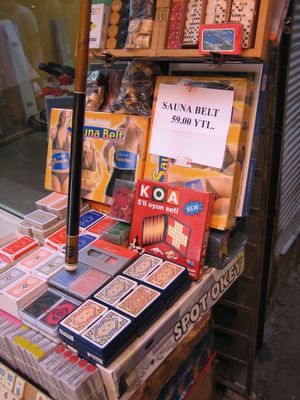 Sauna Belt
SAUNA BELT
59.00 YTL.
KOA
5'li oyun seti
NEW
SPOT OKEY